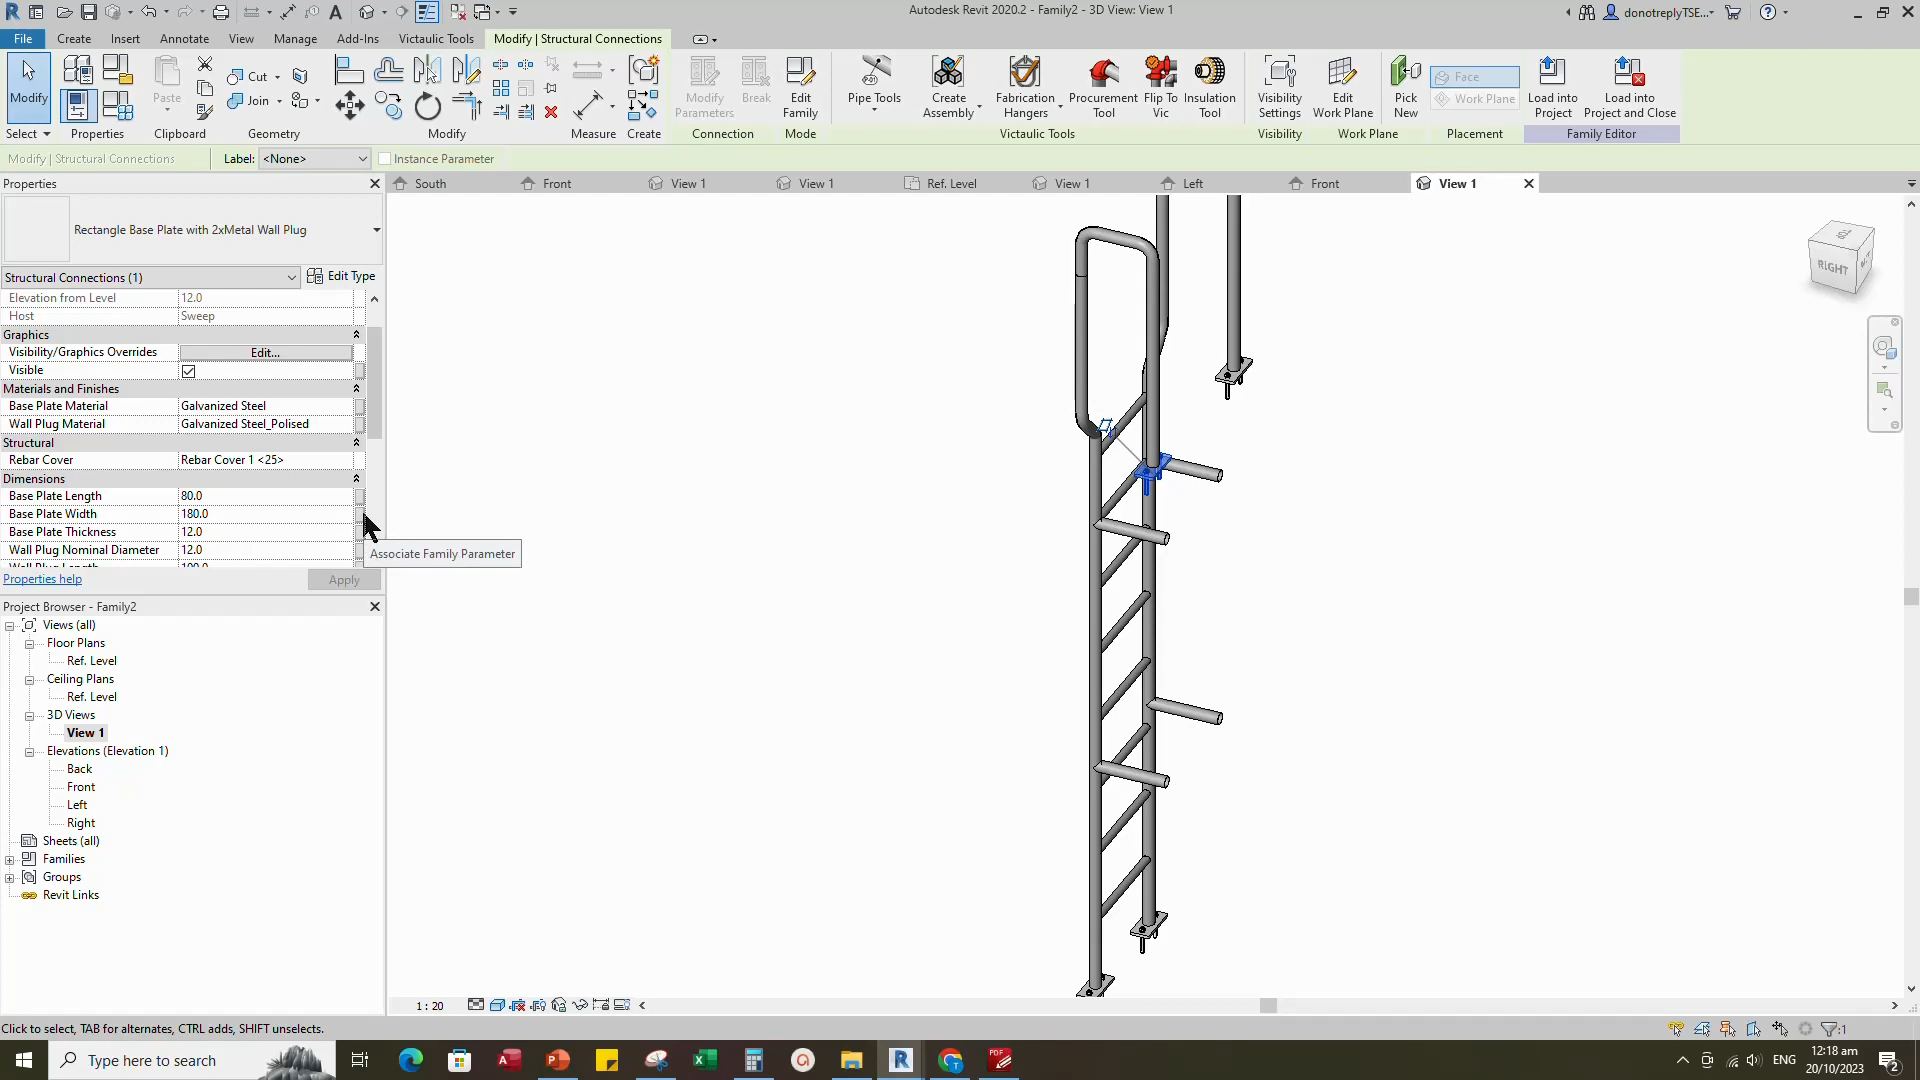 Autodesk Revit 2020.2 - Family2 - 3D View: View 1
donotreplyTSE...
File Create Insert Annotate View Manage Add-Ins Victaulic Tools Modify | Structural Connections
Modify
Paste
Cut
Join
Modify Parameters
Break
Edit Family
Pipe Tools
Create Assembly
Fabrication Hangers
Procurement Tool
Flip To Vic
Insulation Tool
Visibility Settings
Edit Work Plane
Pick New
Face
Work Plane
Load into Project
Load into Project and Close
Select Properties Clipboard Geometry Modify Measure Create Connection Mode Victaulic Tools Visibility Work Plane Placement Family Editor
Modify | Structural Connections Label: <None> Instance Parameter
Properties
South Front View 1 View 1 Ref. Level View 1 Left Front View 1
Rectangle Base Plate with 2xMetal Wall Plug
Structural Connections (1) Edit Type
Elevation from Level 12.0
Host Sweep
Graphics
Visibility/Graphics Overrides Edit...
Visible
Materials and Finishes
Base Plate Material Galvanized Steel
Wall Plug Material Galvanized Steel_Polised
Structural
Rebar Cover Rebar Cover 1 <25>
Dimensions
Base Plate Length 80.0
Base Plate Width 180.0
Base Plate Thickness 12.0
Wall Plug Nominal Diameter 12.0
Wall Plug Length 100.0
Associate Family Parameter
Properties help Apply
Project Browser - Family2
Views (all)
Floor Plans
Ref. Level
Ceiling Plans
Ref. Level
3D Views
View 1
Elevations (Elevation 1)
Back
Front
Left
Right
Sheets (all)
Families
Groups
Revit Links
RIGHT
1 : 20
Click to select, TAB for alternates, CTRL adds, SHIFT unselects.
:1
Type here to search
ENG
12:18 am
20/10/2023
2